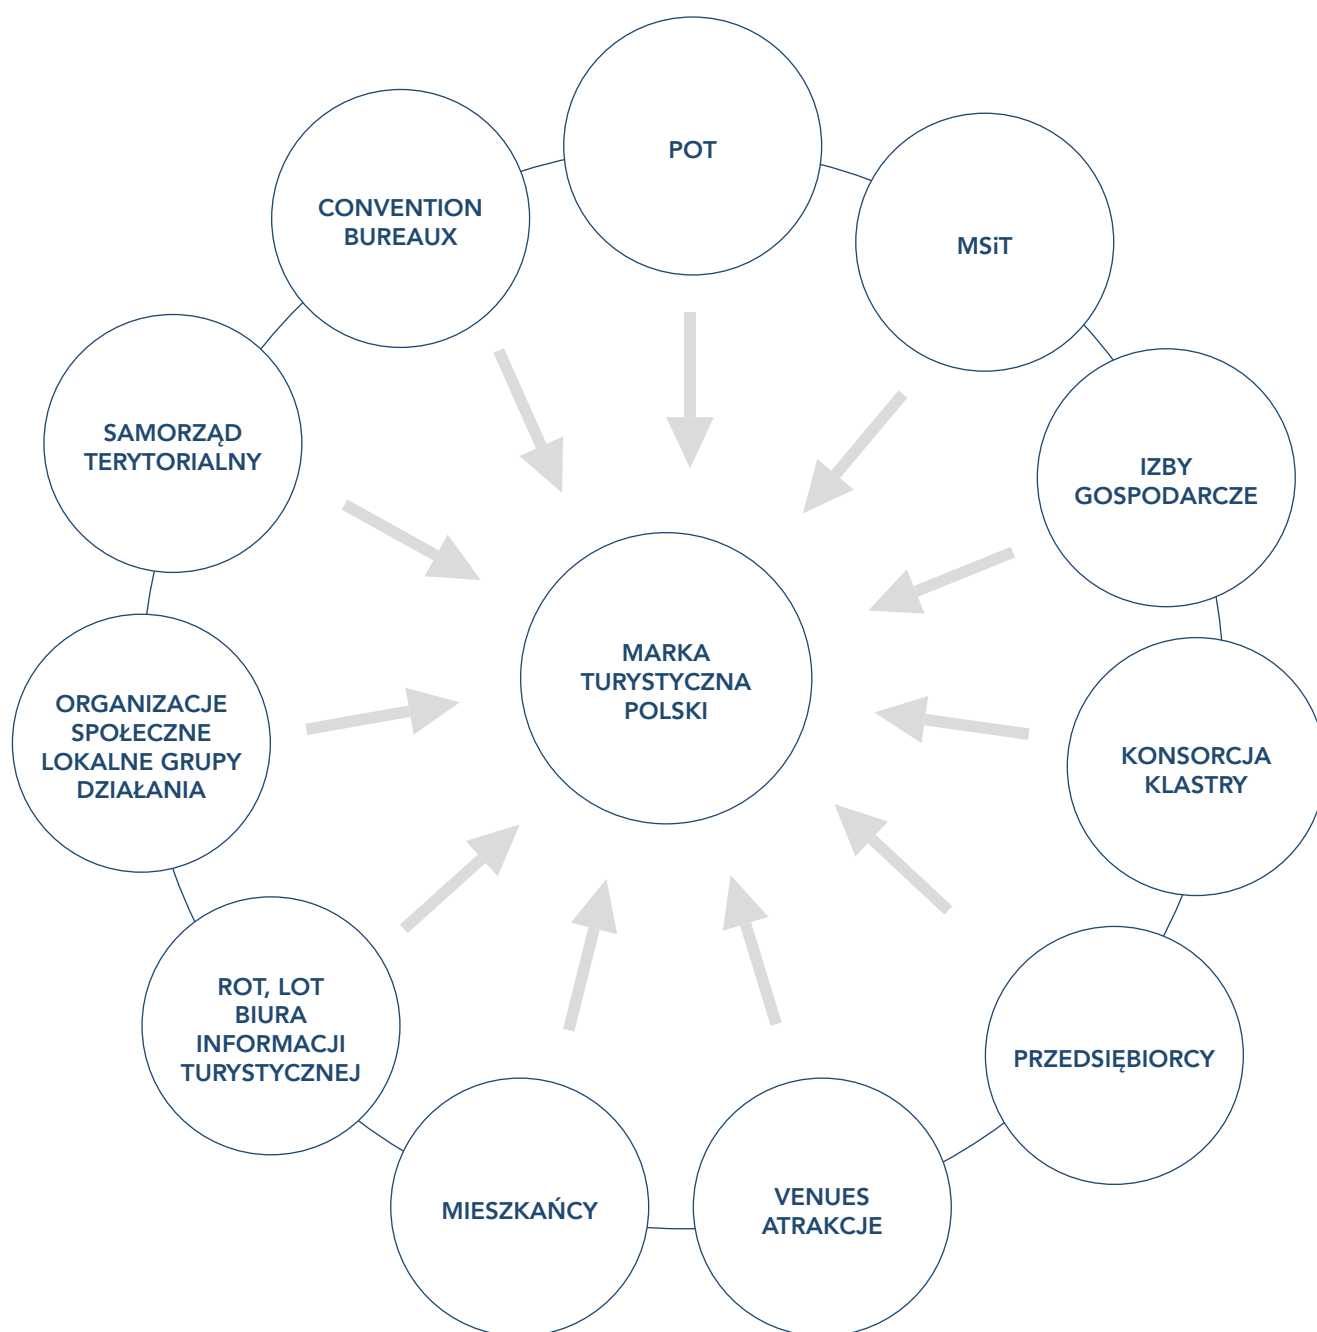 POT
CONVENTION
BUREAUX
MSiT
SAMORZĄD
TERYTORIALNY
IZBY
GOSPODARCZE
MARKA
TURYSTYCZNA
POLSKI
ORGANIZACJE
SPOŁECZNE
LOKALNE GRUPY
DZIAŁANIA
KONSORCJA
KLASTRY
ROT, LOT
BIURA
INFORMACJI
TURYSTYCZNEJ
PRZEDSIĘBIORCY
MIESZKAŃCY
VENUES
ATRAKCJE